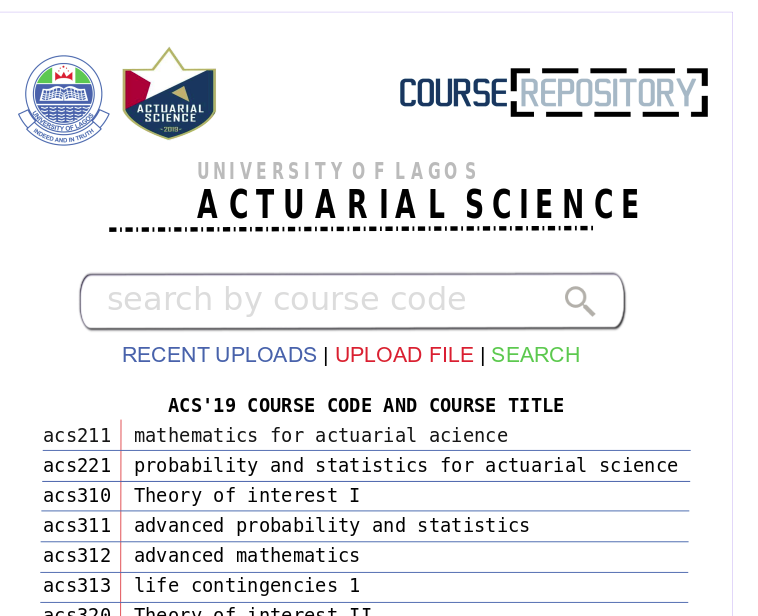 UNIVERSITY OF LAGOS
INDEED AND IN TRUTH
ACTUARIAL
SCIENCE
-2019-
COURSE REPOSITORY
UNIVERSITY OF LAGOS
ACTUARIAL SCIENCE
search by course code
RECENT UPLOADS | UPLOAD FILE | SEARCH
ACS'19 COURSE CODE AND COURSE TITLE
acs211 mathematics for actuarial acience
acs221 probability and statistics for actuarial science
acs310 Theory of interest I
acs311 advanced probability and statistics
acs312 advanced mathematics
acs313 life contingencies 1
acs320 Theory of interest II